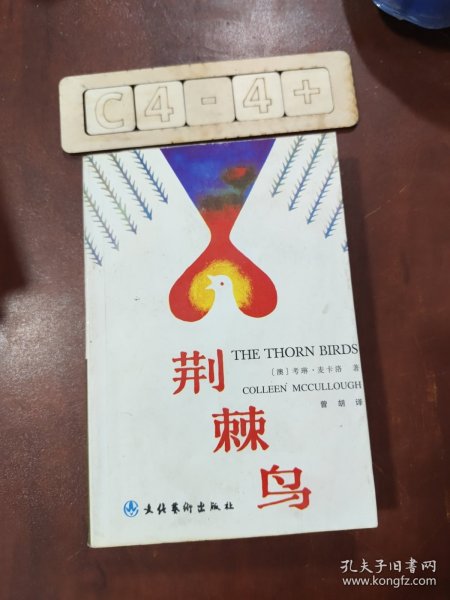 C4-4+
THE THORN BIRDS
[澳] 考琳·麦卡洛 著
COLLEEN MCCULLOUGH
曾胡 译
荆
棘
鸟
文化艺术出版社
孔夫子旧书网
www.kongfz.com